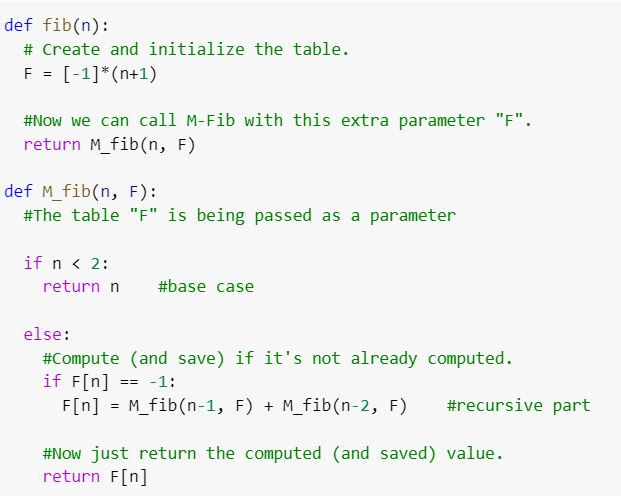 def fib(n):
  # Create and initialize the table.
  F = [-1]*(n+1)

  #Now we can call M-Fib with this extra parameter "F".
  return M_fib(n, F)

def M_fib(n, F):
  #The table "F" is being passed as a parameter

  if n < 2:
    return n    #base case

  else:
    #Compute (and save) if it's not already computed.
    if F[n] == -1:
      F[n] = M_fib(n-1, F) + M_fib(n-2, F)    #recursive part

    #Now just return the computed (and saved) value.
    return F[n]